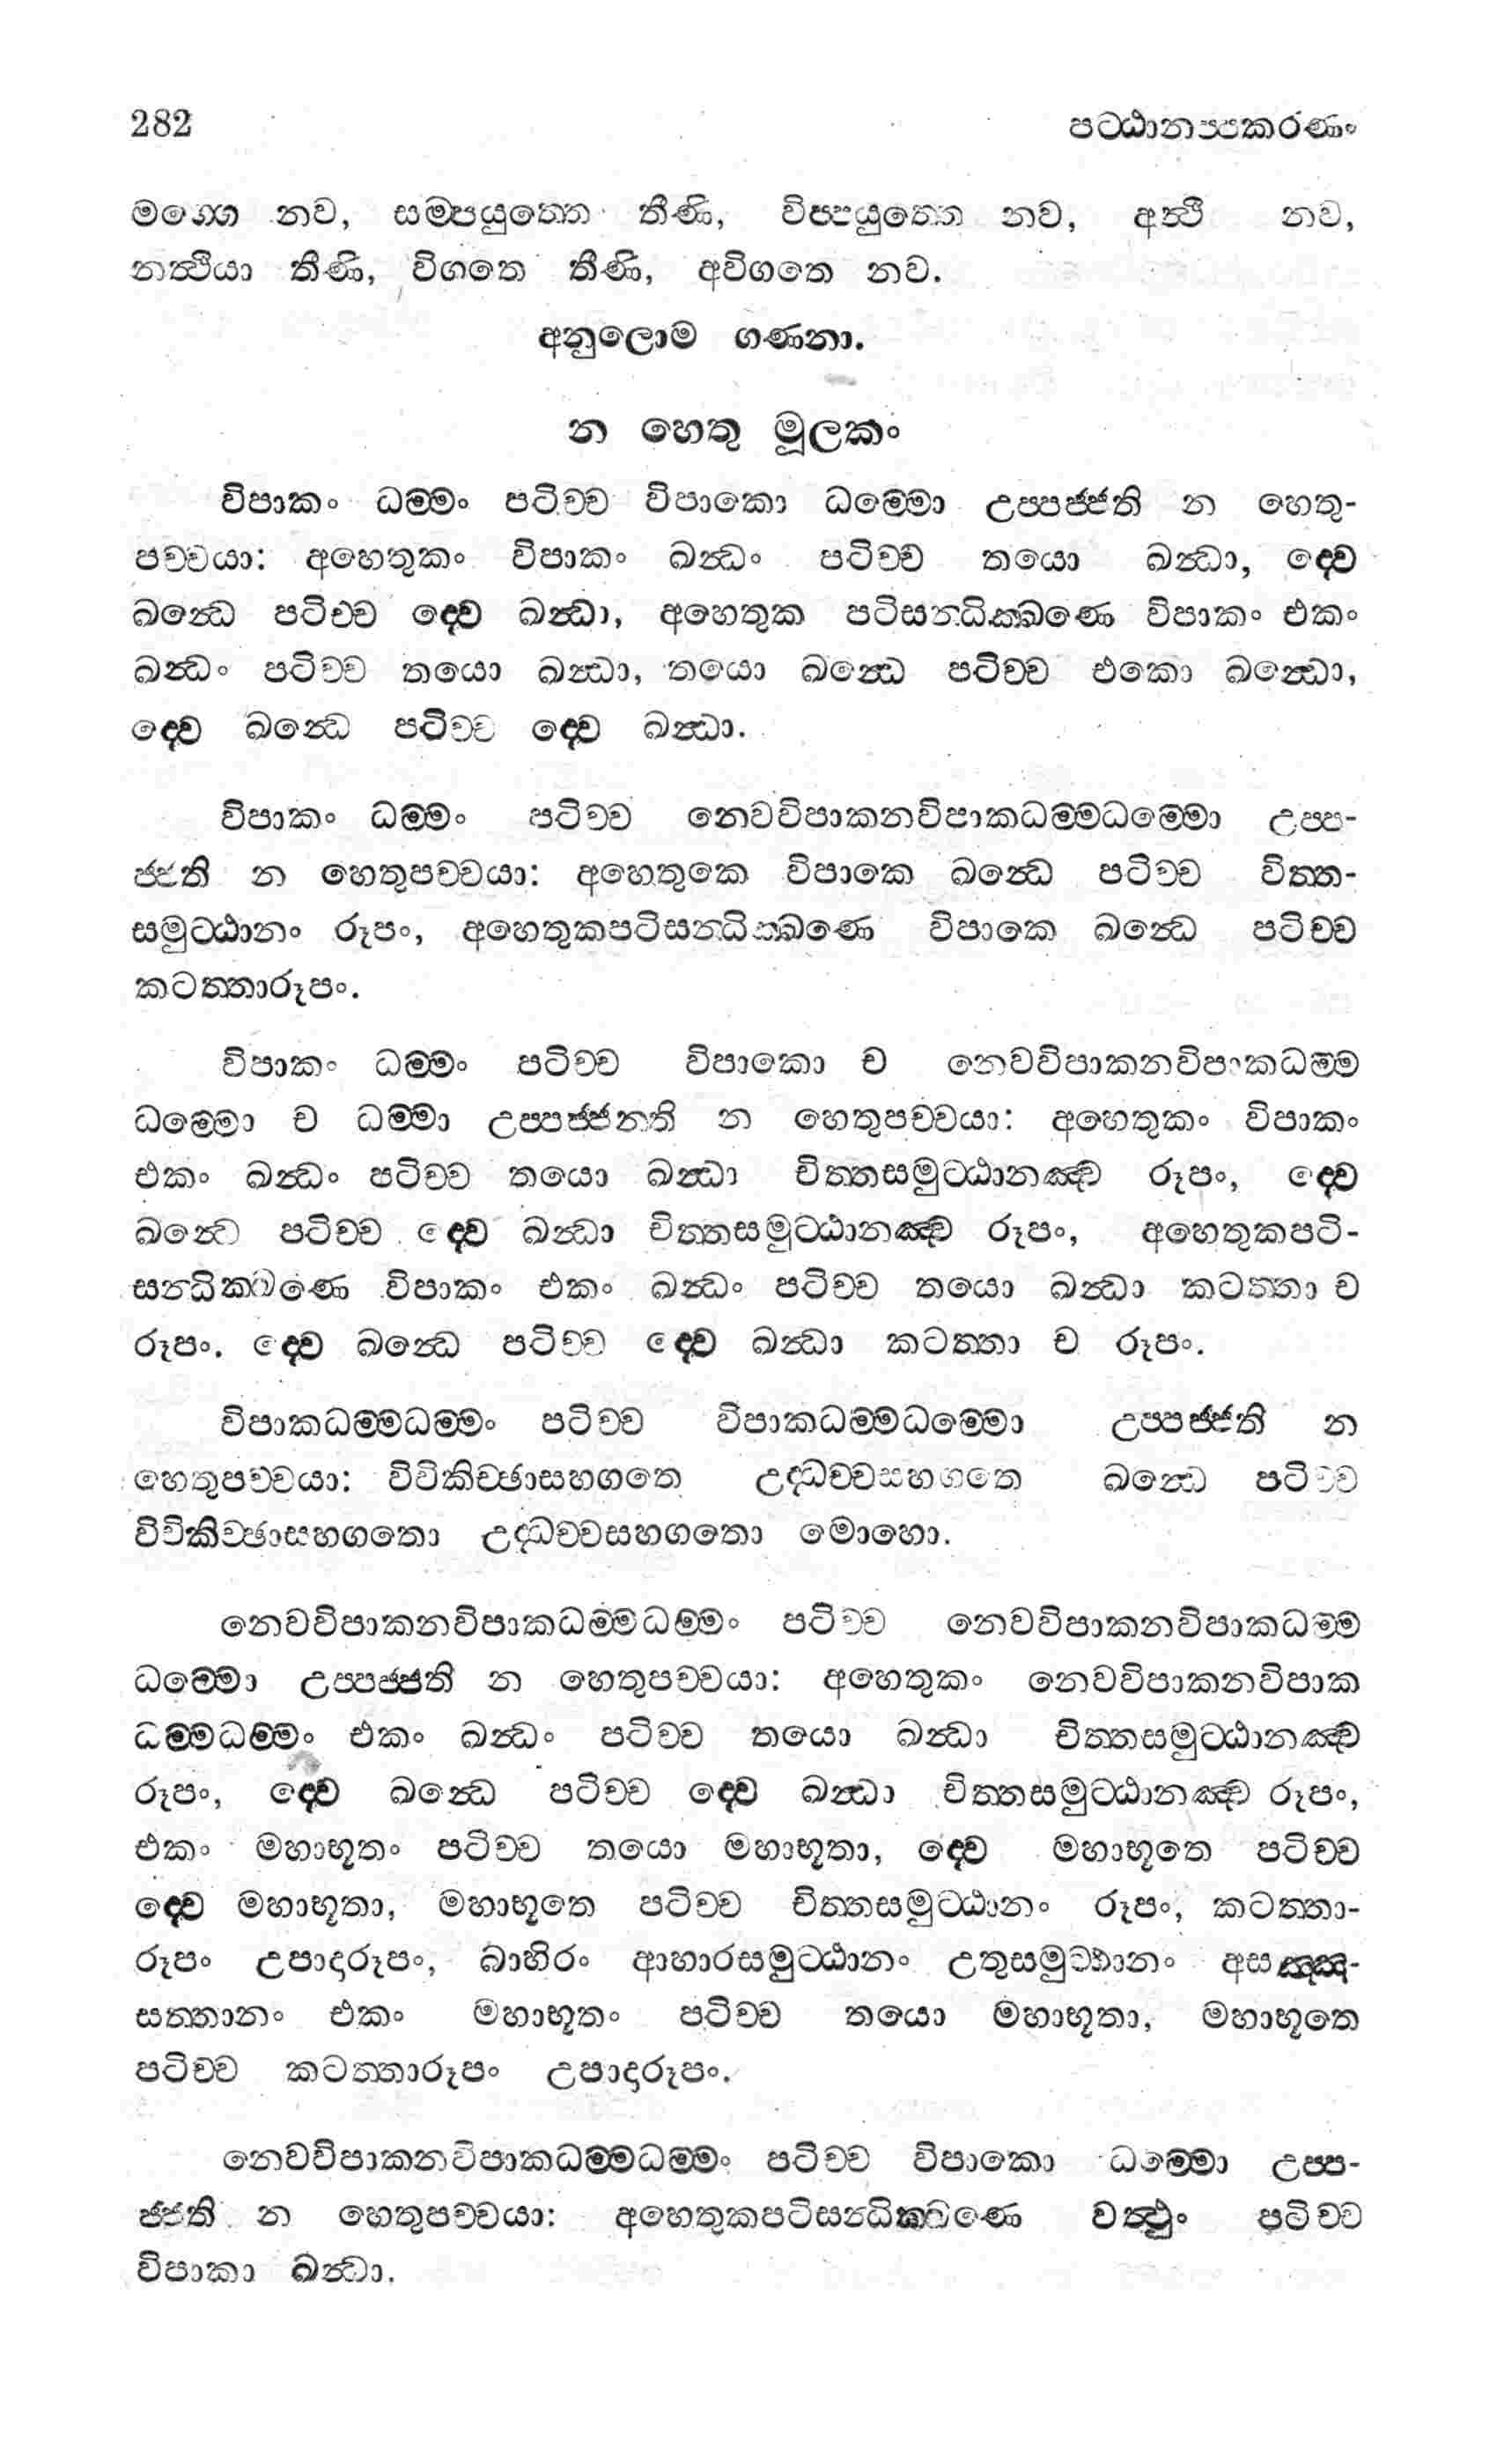 282 පට්ඨානප්පකරණං
මග්ගෙ නව, සම්පයුත්තෙ තීණි, විප්පයුත්තෙ නව, අත්ථි නව,
නත්ථියා තීණි, විගතෙ තීණි, අවිගතෙ නව.
අනුලොම ගණනා.
න හෙතු මූලකං
විපාකං ධම්මං පටිච්ච විපාකො ධම්මො උප්පජ්ජති න හෙතු-
පච්චයා: අහෙතුකං විපාකං ඛන්ධං පටිච්ච තයො ඛන්ධා, ද්වෙ
ඛන්ධෙ පටිච්ච ද්වෙ ඛන්ධා, අහෙතුක පටිසන්ධික්ඛණෙ විපාකං එකං
ඛන්ධං පටිච්ච තයො ඛන්ධා, තයො ඛන්ධෙ පටිච්ච එකො ඛන්ධො,
ද්වෙ ඛන්ධෙ පටිච්ච ද්වෙ ඛන්ධා.
විපාකං ධම්මං පටිච්ච නෙවවිපාකනවිපාකධම්මධම්මො උප්ප-
ජ්ජති න හෙතුපච්චයා: අහෙතුකෙ විපාකෙ ඛන්ධෙ පටිච්ච චිත්ත-
සමුට්ඨානං රූපං, අහෙතුකපටිසන්ධික්ඛණෙ විපාකෙ ඛන්ධෙ පටිච්ච
කටත්තාරූපං.
විපාකං ධම්මං පටිච්ච විපාකො ච නෙවවිපාකනවිපාකධම්ම
ධම්මො ච ධම්මා උප්පජ්ජන්ති න හෙතුපච්චයා: අහෙතුකං විපාකං
එකං ඛන්ධං පටිච්ච තයො ඛන්ධා චිත්තසමුට්ඨානඤ්ච රූපං, ද්වෙ
ඛන්ධෙ පටිච්ච ද්වෙ ඛන්ධා චිත්තසමුට්ඨානඤ්ච රූපං, අහෙතුකපටි-
සන්ධික්ඛණෙ විපාකං එකං ඛන්ධං පටිච්ච තයො ඛන්ධා කටත්තා ච
රූපං. ද්වෙ ඛන්ධෙ පටිච්ච ද්වෙ ඛන්ධා කටත්තා ච රූපං.
විපාකධම්මධම්මං පටිච්ච විපාකධම්මධම්මො උප්පජ්ජති න
හෙතුපච්චයා: විචිකිච්ඡාසහගතෙ උද්ධච්චසහගතෙ ඛන්ධෙ පටිච්ච
විචිකිච්ඡාසහගතො උද්ධච්චසහගතො මොහො.
නෙවවිපාකනවිපාකධම්මධම්මං පටිච්ච නෙවවිපාකනවිපාකධම්ම
ධම්මො උප්පජ්ජති න හෙතුපච්චයා: අහෙතුකං නෙවවිපාකනවිපාක
ධම්මධම්මං එකං ඛන්ධං පටිච්ච තයො ඛන්ධා චිත්තසමුට්ඨානඤ්ච
රූපං, ද්වෙ ඛන්ධෙ පටිච්ච ද්වෙ ඛන්ධා චිත්තසමුට්ඨානඤ්ච රූපං,
එකං මහාභූතං පටිච්ච තයො මහාභූතා, ද්වෙ මහාභූතෙ පටිච්ච
ද්වෙ මහාභූතා, මහාභූතෙ පටිච්ච චිත්තසමුට්ඨානං රූපං, කටත්තා-
රූපං උපාදාරූපං, බාහිරං ආහාරසමුට්ඨානං උතුසමුට්ඨානං අසඤ්ඤ-
සත්තානං එකං මහාභූතං පටිච්ච තයො මහාභූතා, මහාභූතෙ
පටිච්ච කටත්තාරූපං උපාදාරූපං.
නෙවවිපාකනවිපාකධම්මධම්මං පටිච්ච විපාකො ධම්මො උප්ප-
ජ්ජති න හෙතුපච්චයා: අහෙතුකපටිසන්ධික්ඛණෙ වත්ථුං පටිච්ච
විපාකා ඛන්ධා.